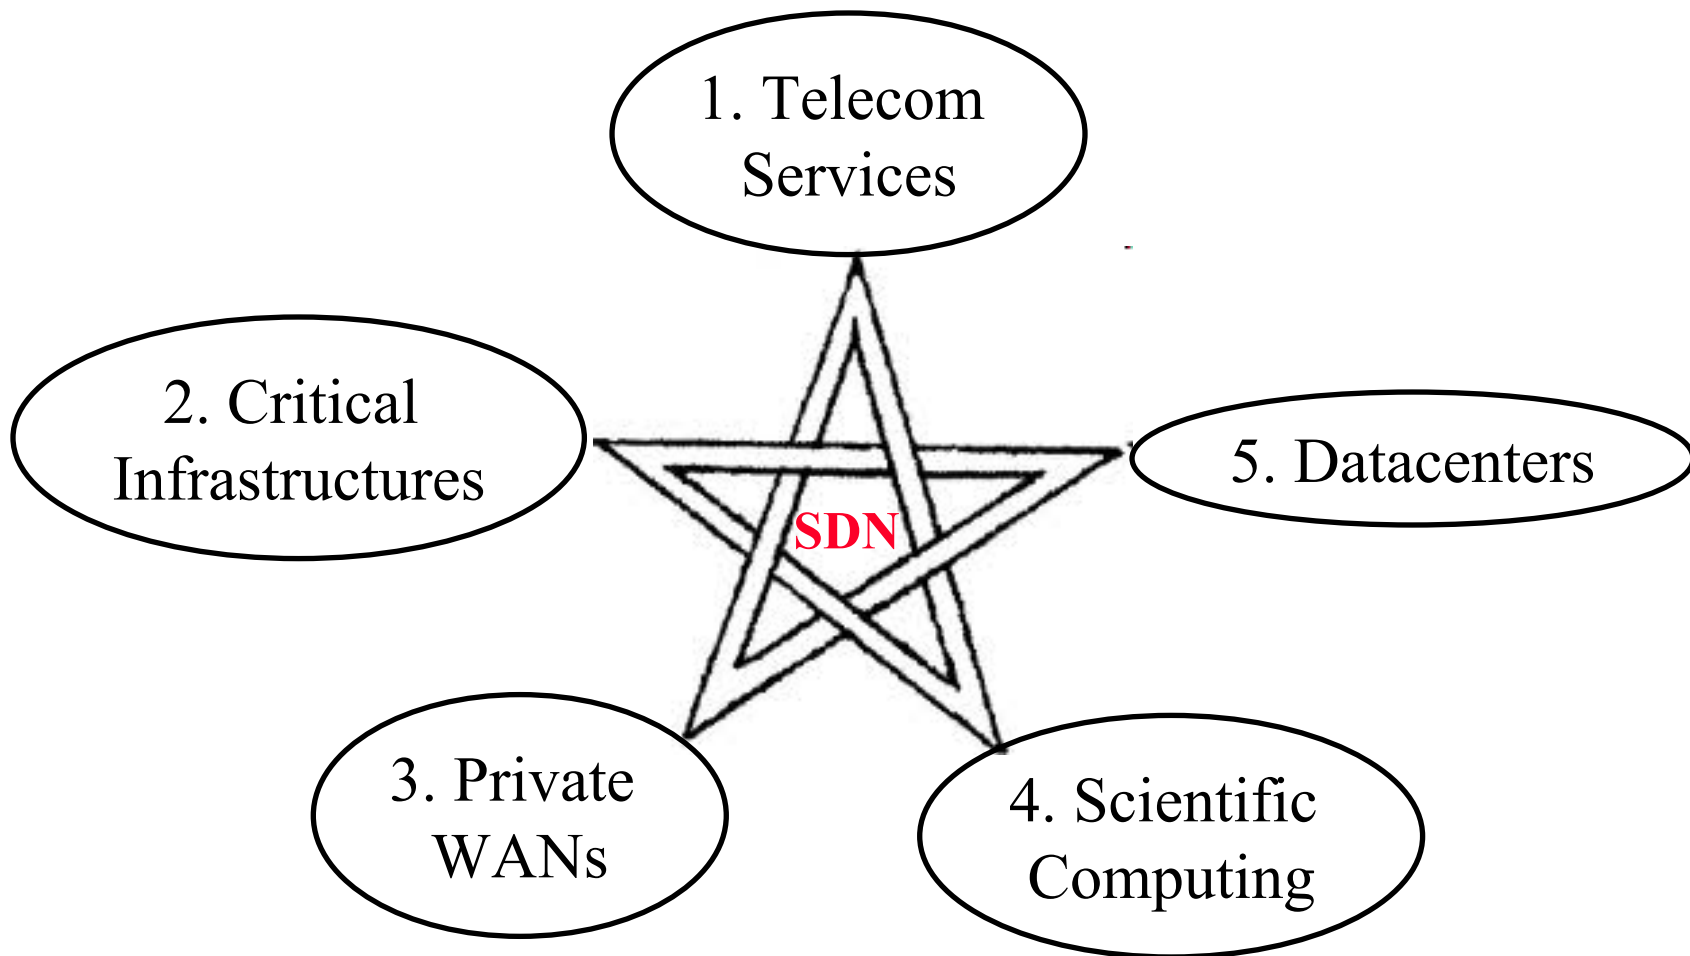 1. Telecom
Services
2. Critical
Infrastructures
5. Datacenters
SDN
3. Private
WANs
4. Scientific
Computing